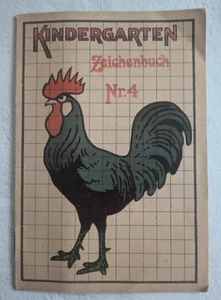 KINDERGARTEN
Zeichenbuch
Nr. 4